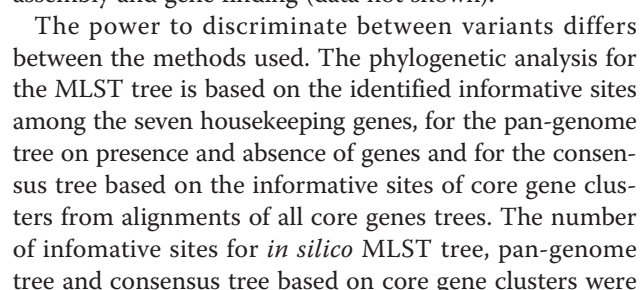 assembly and gene finding (data not shown).
The power to discriminate between variants differs
between the methods used. The phylogenetic analysis for
the MLST tree is based on the identified informative sites
among the seven housekeeping genes, for the pan-genome
tree on presence and absence of genes and for the consen-
sus tree based on the informative sites of core gene clus-
ters from alignments of all core genes trees. The number
of infomative sites for in silico MLST tree, pan-genome
tree and consensus tree based on core gene clusters were